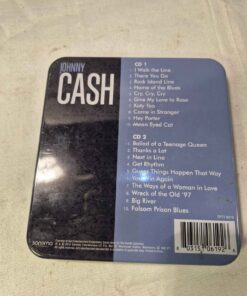 JOHNNY
CASH
CD 1
1. I Walk the Line
2. There You Go
3. Rock Island Line
4. Home of the Blues
5. Cry, Cry, Cry
6. Give My Love to Rose
7. Katy Too
8. Come in Stranger
9. Hey Porter
10. Mean Eyed Cat
CD 2
1. Ballad of a Teenage Queen
2. Thanks a Lot
3. Next in Line
4. Get Rhythm
5. Guess Things Happen That Way
6. You Again
7. The Ways of a Woman in Love
8. Wreck of the Old '97
9. Big River
10. Folsom Prison Blues
sonoma